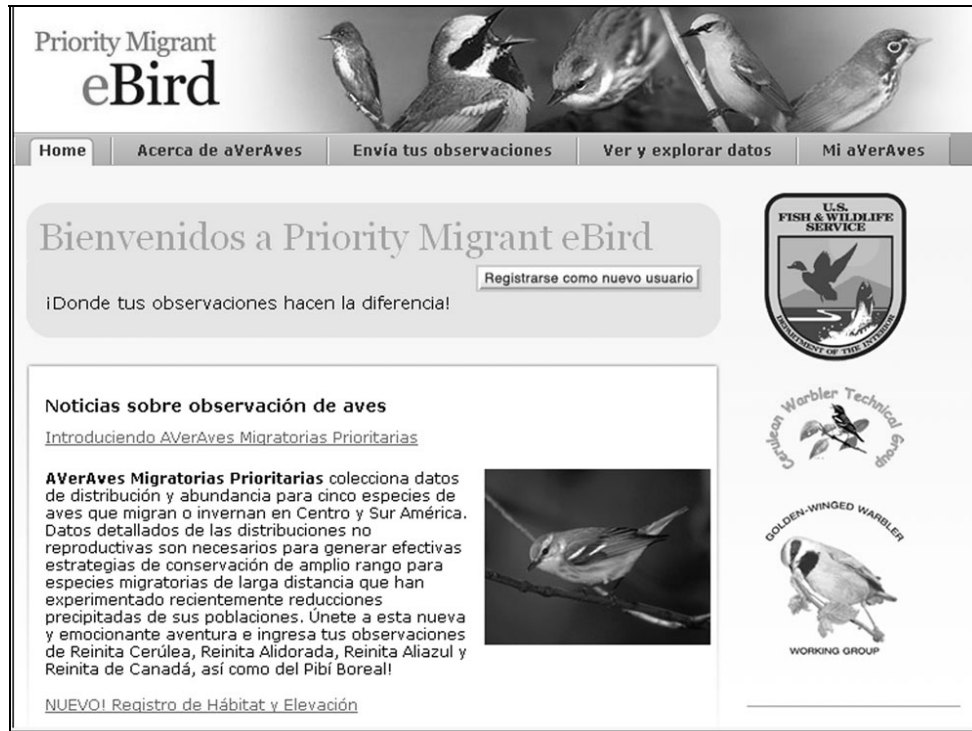 Priority Migrant
eBird
Home
Acerca de aVerAves
Envía tus observaciones
Ver y explorar datos
Mi aVerAves
Bienvenidos a Priority Migrant eBird
Registrarse como nuevo usuario
¡Donde tus observaciones hacen la diferencia!
U.S.
FISH & WILDLIFE
SERVICE
DEPARTMENT OF THE INTERIOR
Noticias sobre observación de aves
Introduciendo AVerAves Migratorias Prioritarias
AVerAves Migratorias Prioritarias colecciona datos
de distribución y abundancia para cinco especies de
aves que migran o invernan en Centro y Sur América.
Datos detallados de las distribuciones no
reproductivas son necesarios para generar efectivas
estrategias de conservación de amplio rango para
especies migratorias de larga distancia que han
experimentado recientemente reducciones
precipitadas de sus poblaciones. Únete a esta nueva
y emocionante aventura e ingresa tus observaciones
de Reinita Cerúlea, Reinita Alidorada, Reinita Aliazul y
Reinita de Canadá, así como del Pibí Boreal!
NUEVO! Registro de Hábitat y Elevación
Cerulean Warbler Technical Group
GOLDEN-WINGED WARBLER
WORKING GROUP